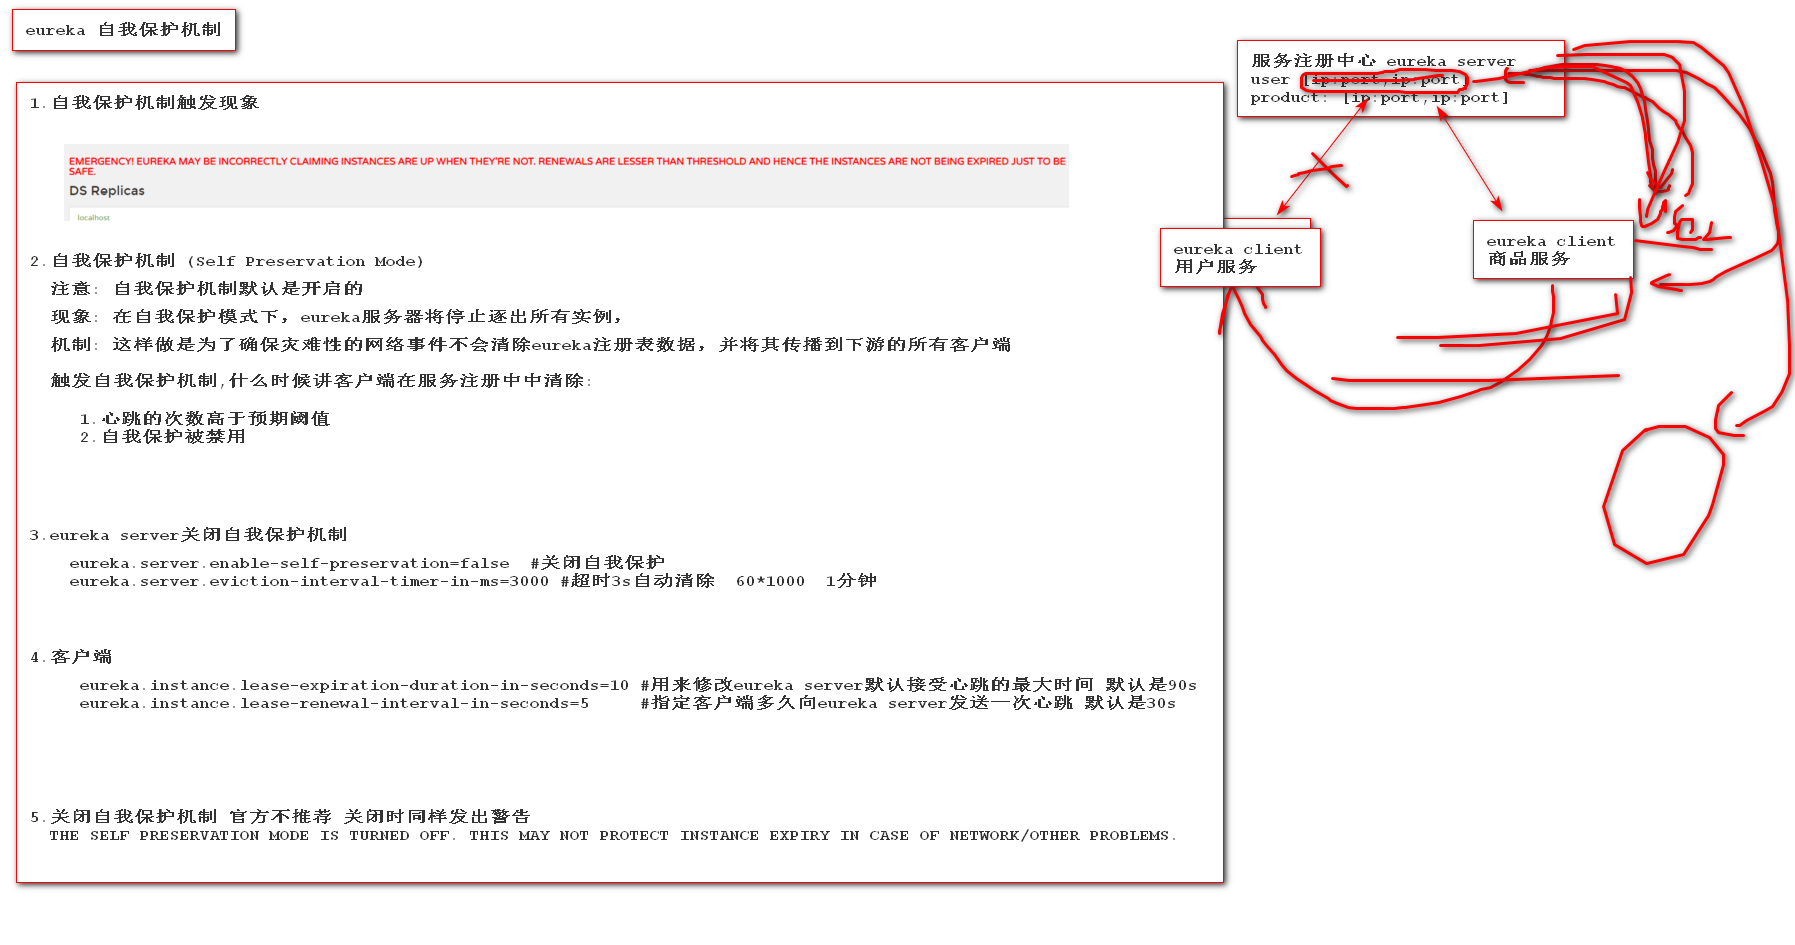 eureka 自我保护机制
1.自我保护机制触发现象
EMERGENCY! EUREKA MAY BE INCORRECTLY CLAIMING INSTANCES ARE UP WHEN THEY'RE NOT. RENEWALS ARE LESSER THAN THRESHOLD AND HENCE THE INSTANCES ARE NOT BEING EXPIRED JUST TO BE
SAFE.
DS Replicas
localhost
2.自我保护机制 (Self Preservation Mode)
注意: 自我保护机制默认是开启的
现象: 在自我保护模式下，eureka服务器将停止逐出所有实例，
机制: 这样做是为了确保灾难性的网络事件不会清除eureka注册表数据，并将其传播到下游的所有客户端
触发自我保护机制,什么时候讲客户端在服务注册中中清除:
1.心跳的次数高于预期阈值
2.自我保护被禁用
3.eureka server关闭自我保护机制
eureka.server.enable-self-preservation=false #关闭自我保护
eureka.server.eviction-interval-timer-in-ms=3000 #超时3s自动清除 60*1000 1分钟
4.客户端
eureka.instance.lease-expiration-duration-in-seconds=10 #用来修改eureka server默认接受心跳的最大时间 默认是90s
eureka.instance.lease-renewal-interval-in-seconds=5 #指定客户端多久向eureka server发送一次心跳 默认是30s
5.关闭自我保护机制 官方不推荐 关闭时同样发出警告
THE SELF PRESERVATION MODE IS TURNED OFF. THIS MAY NOT PROTECT INSTANCE EXPIRY IN CASE OF NETWORK/OTHER PROBLEMS.
服务注册中心 eureka server
user [ip:port,ip:port]
product: [ip:port,ip:port]
eureka client
用户服务
eureka client
商品服务